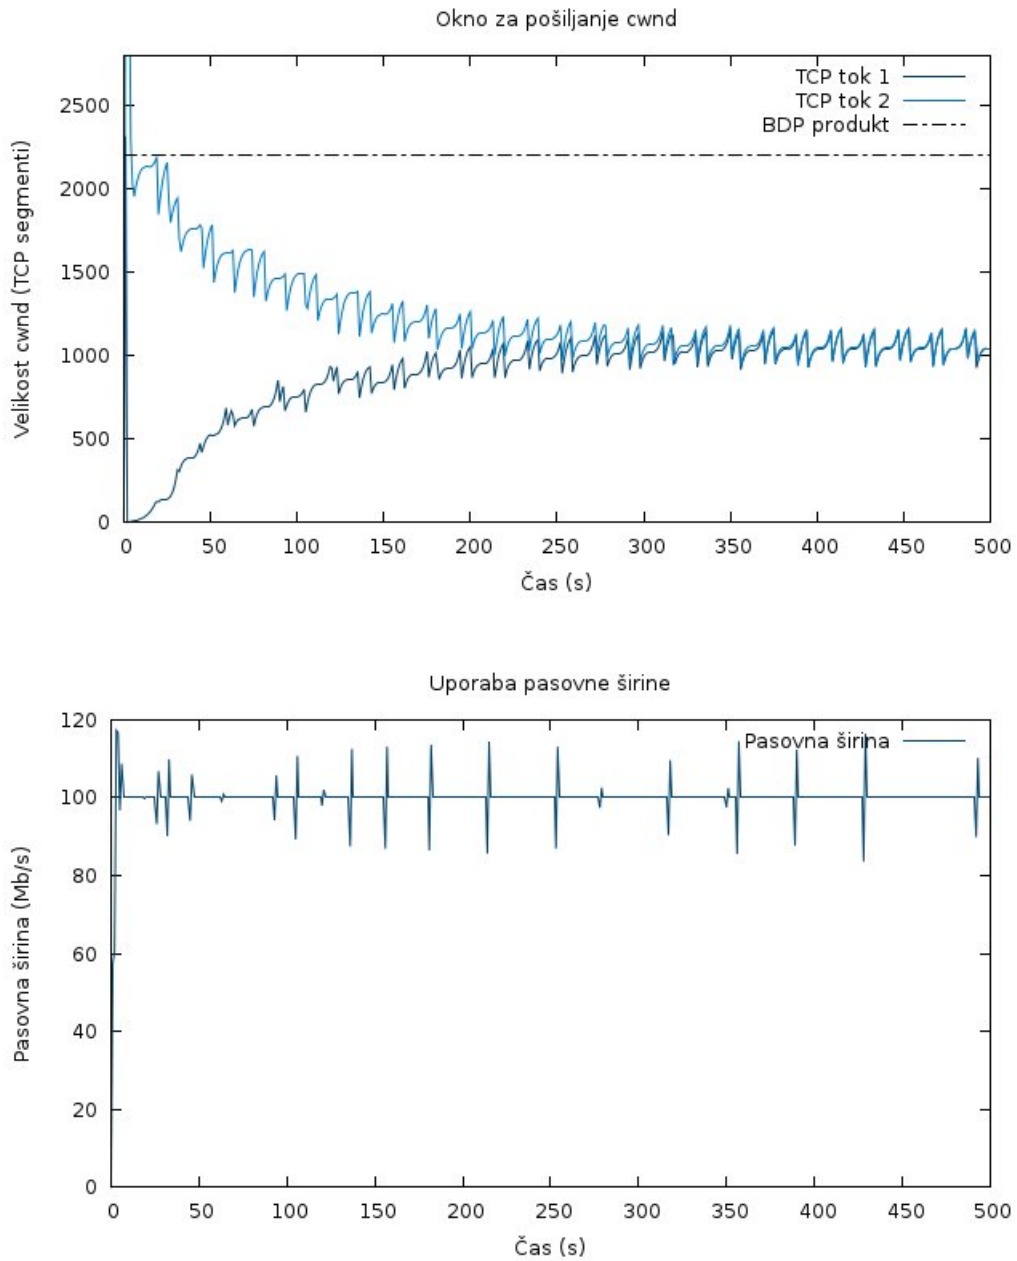 Okno za pošiljanje cwnd
TCP tok 1
TCP tok 2
BDP produkt
Velikost cwnd (TCP segmenti)
2500
2000
1500
1000
500
0
0 50 100 150 200 250 300 350 400 450 500
Čas (s)
Uporaba pasovne širine
Pasovna širina
Pasovna širina (Mb/s)
120
100
80
60
40
20
0
0 50 100 150 200 250 300 350 400 450 500
Čas (s)